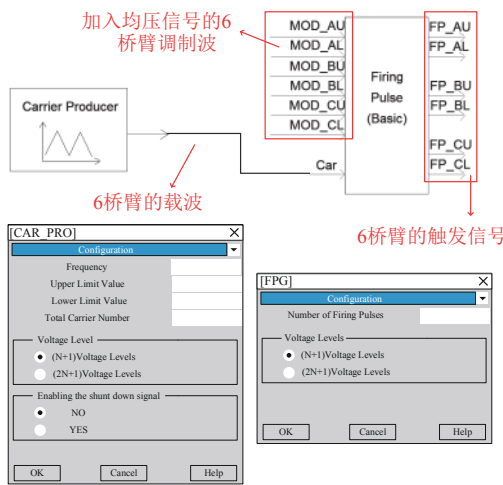 加入均压信号的6
桥臂调制波
MOD_AU
MOD_AL
MOD_BU
MOD_BL
MOD_CU
MOD_CL
Car
Firing
Pulse
(Basic)
FP_AU
FP_AL
FP_BU
FP_BL
FP_CU
FP_CL
Carrier Producer
6桥臂的载波
6桥臂的触发信号
[CAR_PRO]
Configuration
Frequency
Upper Limit Value
Lower Limit Value
Total Carrier Number
Voltage Level
(N+1)Voltage Levels
(2N+1)Voltage Levels
Enabling the shunt down signal
NO
YES
OK Cancel Help
[FPG]
Configuration
Number of Firing Pulses
Voltage Levels
(N+1)Voltage Levels
(2N+1)Voltage Levels
OK Cancel Help